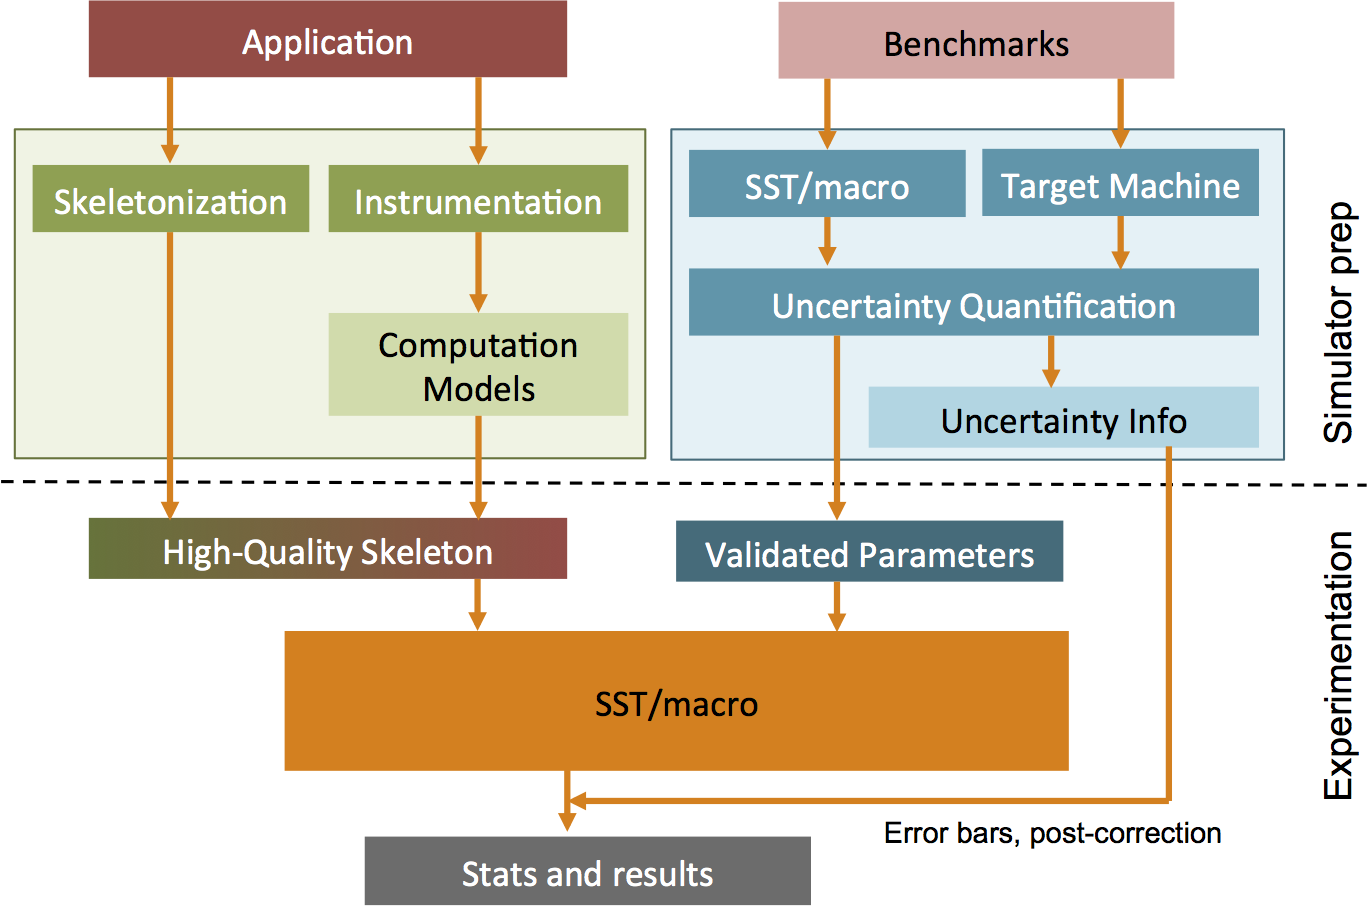 Application
Benchmarks
Skeletonization
Instrumentation
SST/macro
Target Machine
Uncertainty Quantification
Computation
Models
Uncertainty Info
Simulator prep
High-Quality Skeleton
Validated Parameters
SST/macro
Experimentation
Error bars, post-correction
Stats and results